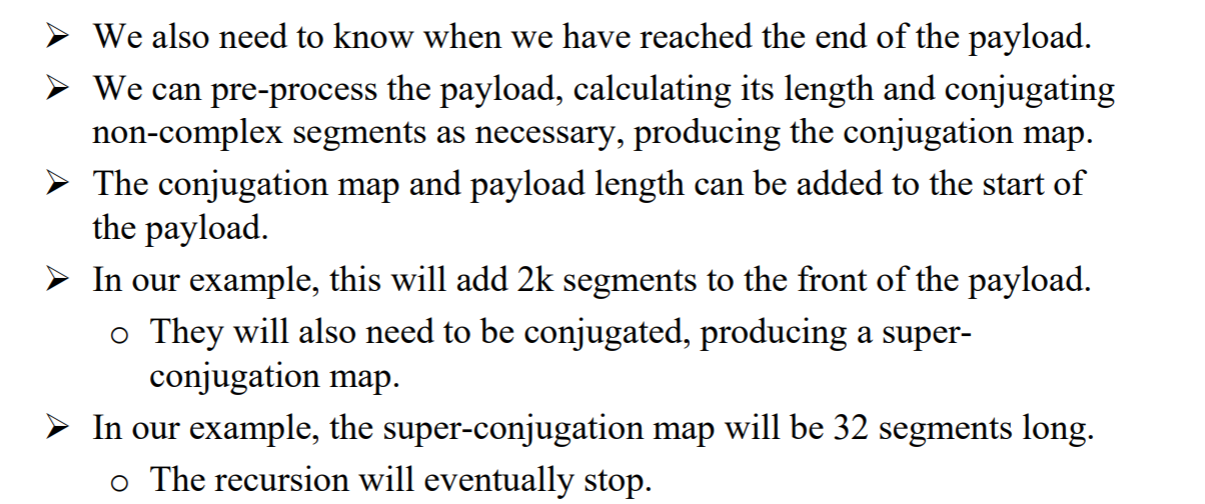 ➢ We also need to know when we have reached the end of the payload.
➢ We can pre-process the payload, calculating its length and conjugating
non-complex segments as necessary, producing the conjugation map.
➢ The conjugation map and payload length can be added to the start of
the payload.
➢ In our example, this will add 2k segments to the front of the payload.
o They will also need to be conjugated, producing a super-
conjugation map.
➢ In our example, the super-conjugation map will be 32 segments long.
o The recursion will eventually stop.